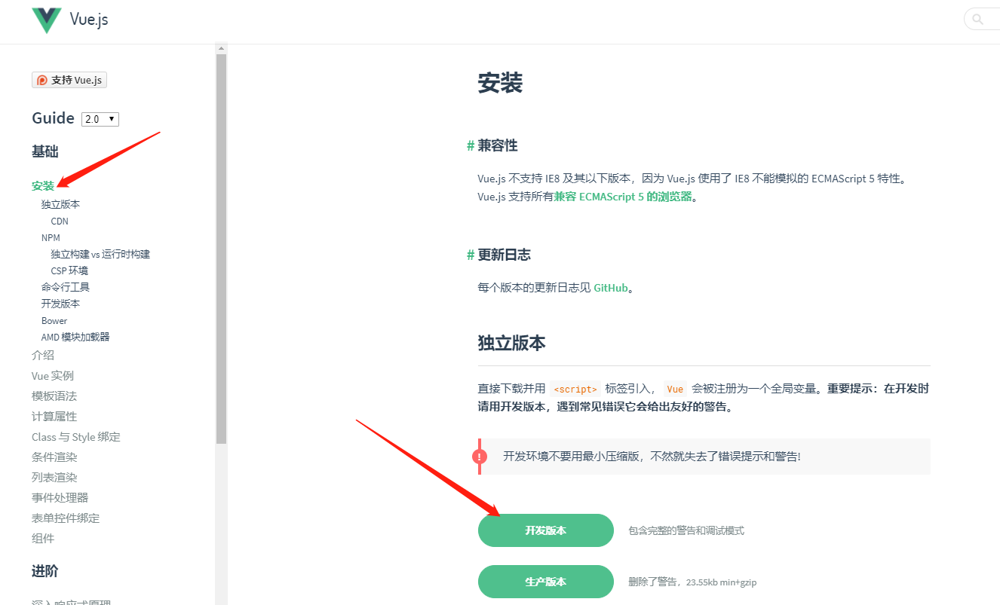 Vue.js
支持 Vue.js
Guide 2.0
基础
安装
独立版本
CDN
NPM
独立构建 vs 运行时构建
CSP 环境
命令行工具
开发版本
Bower
AMD 模块加载器
介绍
Vue 实例
模板语法
计算属性
Class 与 Style 绑定
条件渲染
列表渲染
事件处理器
表单控件绑定
组件
进阶
深入响应式原理
安装
# 兼容性
Vue.js 不支持 IE8 及其以下版本，因为 Vue.js 使用了 IE8 不能模拟的 ECMAScript 5 特性。
Vue.js 支持所有兼容 ECMAScript 5 的浏览器。
# 更新日志
每个版本的更新日志见 GitHub。
独立版本
直接下载并用 <script> 标签引入， Vue 会被注册为一个全局变量。重要提示：在开发时
请用开发版本，遇到常见错误它会给出友好的警告。
! 开发环境不要用最小压缩版，不然就失去了错误提示和警告!
开发版本 包含完整的警告和调试模式
生产版本 删除了警告，23.55kb min+gzip